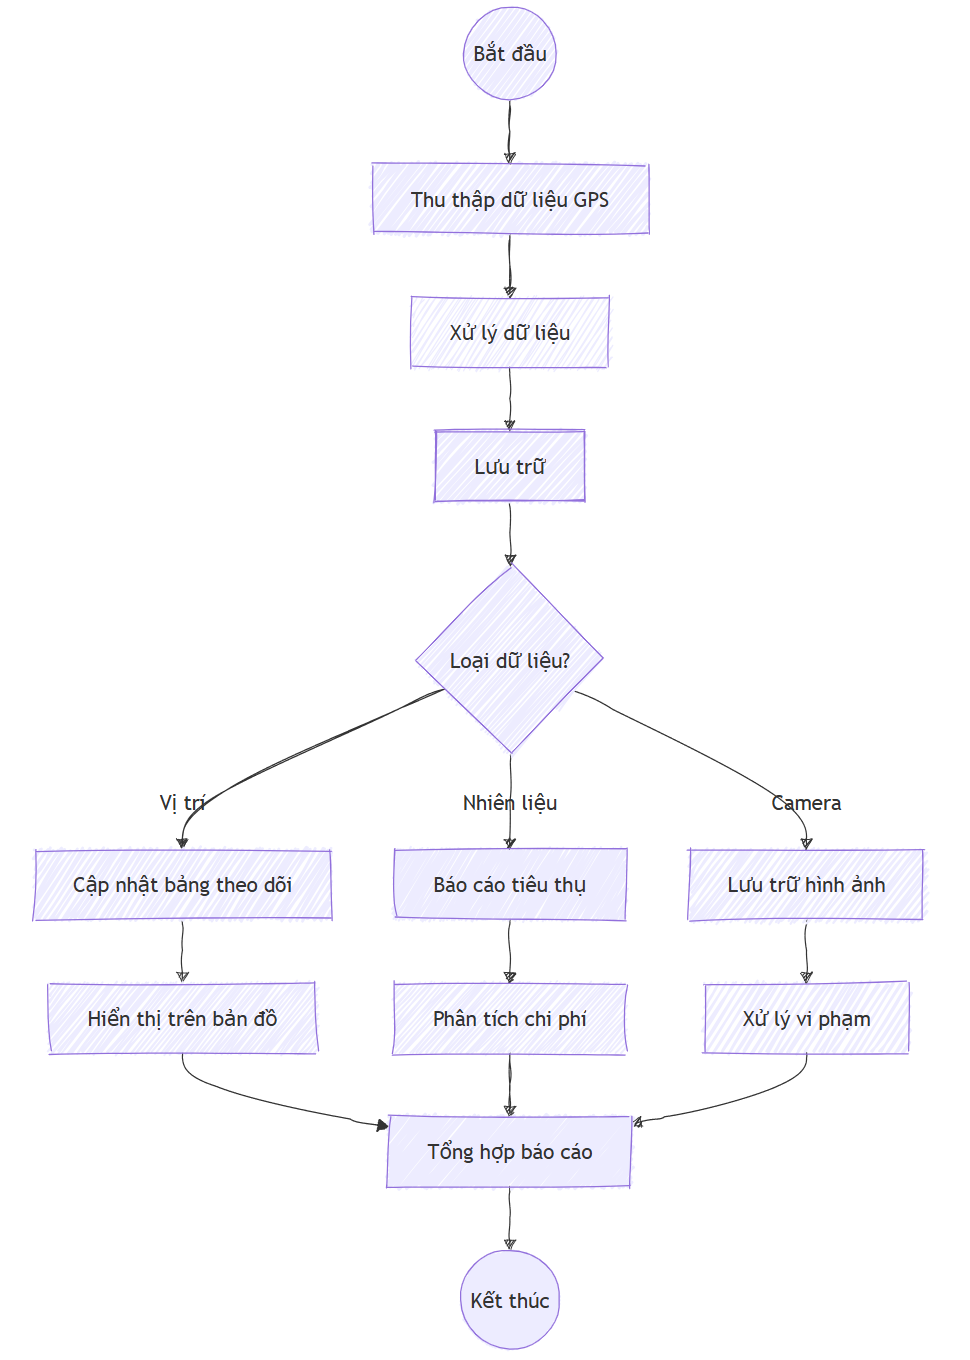 Bắt đầu
Thu thập dữ liệu GPS
Xử lý dữ liệu
Lưu trữ
Loại dữ liệu?
Vị trí
Nhiên liệu
Camera
Cập nhật bảng theo dõi
Báo cáo tiêu thụ
Lưu trữ hình ảnh
Hiển thị trên bản đồ
Phân tích chi phí
Xử lý vi phạm
Tổng hợp báo cáo
Kết thúc